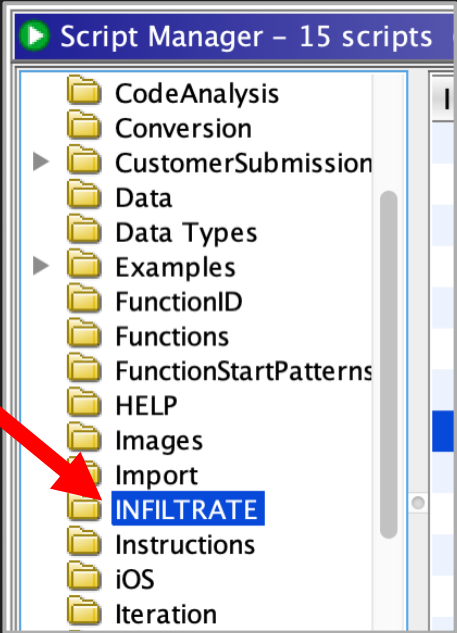 Script Manager – 15 scripts
CodeAnalysis
Conversion
CustomerSubmission
Data
Data Types
Examples
FunctionID
Functions
FunctionStartPatterns
HELP
Images
Import
INFILTRATE
Instructions
iOS
Iteration